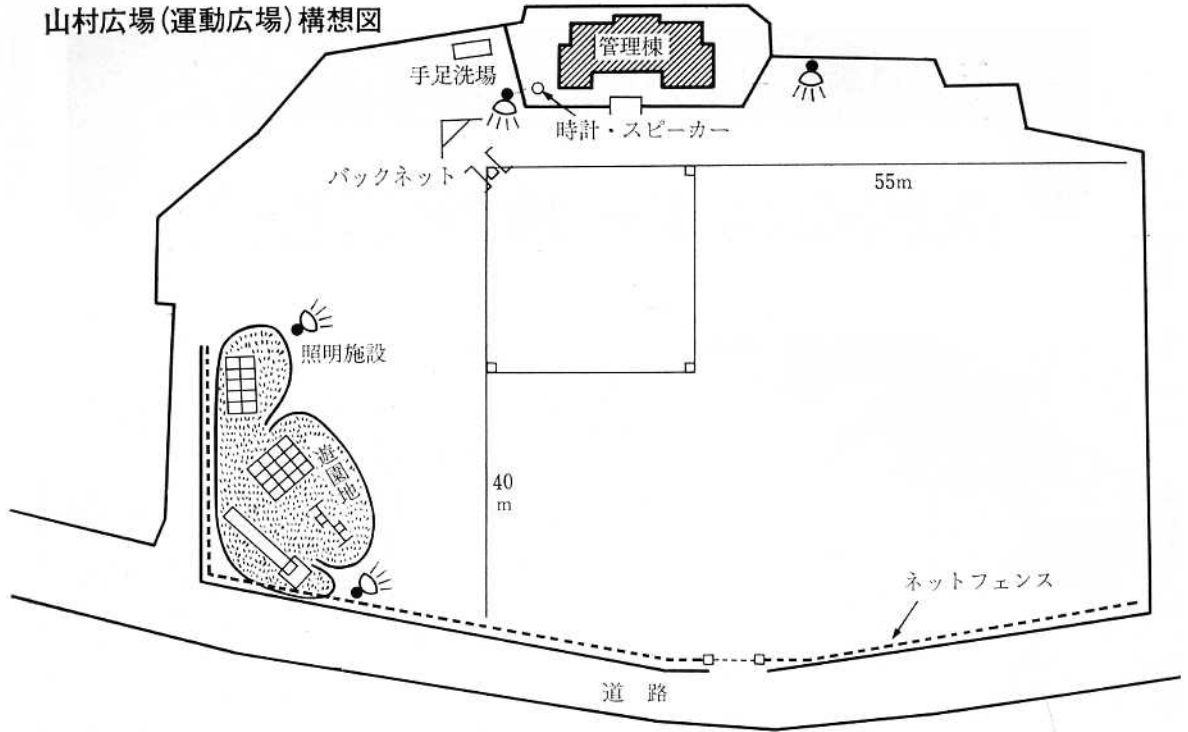 山村広場(運動広場)構想図
管理棟
手足洗場
時計・スピーカー
バックネット
55m
照明施設
遊園地
40
m
ネットフェンス
道路